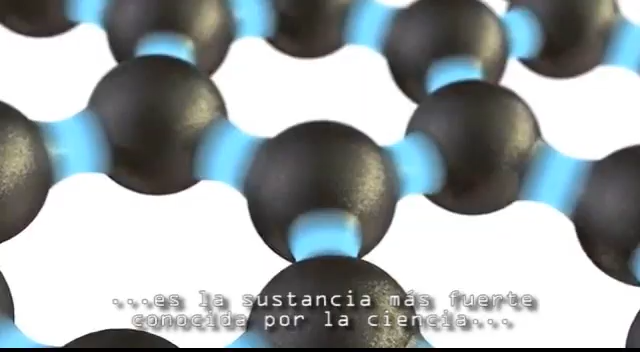 ...es la sustancia más fuerte
conocida por la ciencia...